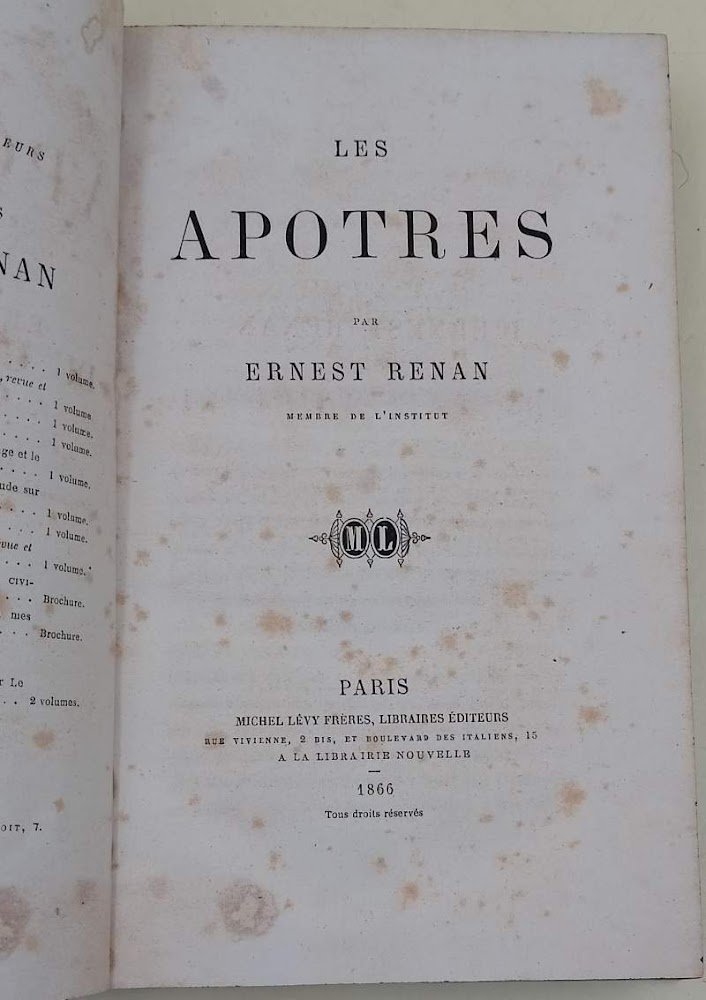 EURS
S
NAN
. . . . 1 volume.
, revue et
. . . . 1 volume
. . . . 1 volume.
. . . . 1 volume.
ge et le
. . . . 1 volume.
ude sur
. . . . 1 volume.
. . . 1 volume.
vue et
. . . 1 volume.
CIVI-
. . . Brochure.
mes
. . . Brochure.
r Le
. . 2 volumes.
OIT, 7.
LES
APOTRES
PAR
ERNEST RENAN
MEMBRE DE L'INSTITUT
ML
PARIS
MICHEL LÉVY FRÈRES, LIBRAIRES ÉDITEURS
RUE VIVIENNE, 2 BIS, ET BOULEVARD DES ITALIENS, 15
A LA LIBRAIRIE NOUVELLE
—
1866
Tous droits réservés